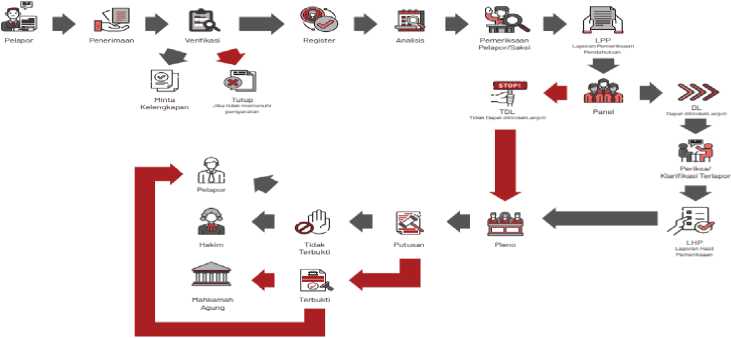 Pelapor
Penerimaan
Verifikasi
Register
Analisis
Pemeriksaan
Pelapor/Saksi
LPP
Laporan Pemeriksaan
Pendahuluan
Minta
Kelengkapan
Tutup
Jika tidak memenuhi
persyaratan
STOP!
TDL
Tidak Dapat ditindaklanjuti
Panel
DL
Dapat ditindaklanjuti
Periksa/
Klarifikasi Terlapor
Pelapor
Hakim
Tidak
Terbukti
Putusan
Pleno
LHP
Laporan Hasil
Pemeriksaan
Mahkamah
Agung
Terbukti